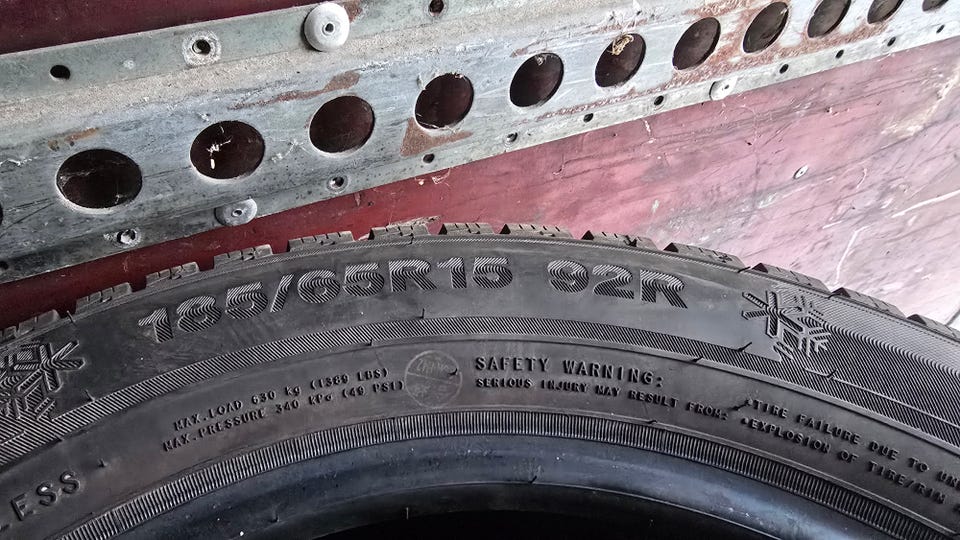 185/65R15 92R
MAX.LOAD 630 kg (1389 LBS)
MAX.PRESSURE 340 KPa (49 PSI)
SAFETY WARNING:
SERIOUS INJURY MAY RESULT FROM:
•TIRE FAILURE DUE TO
•EXPLOSION OF TIRE/RIM
LESS